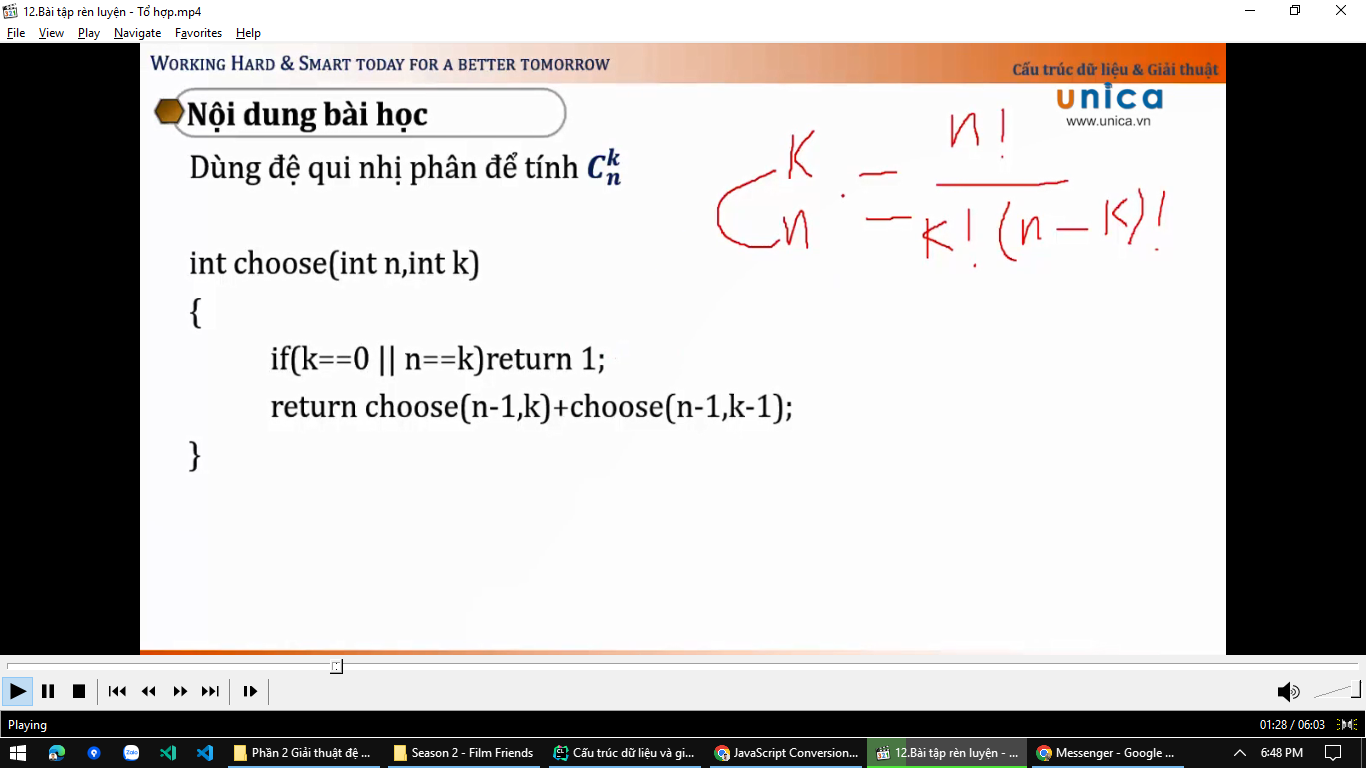 12.Bài tập rèn luyện - Tổ hợp.mp4
File View Play Navigate Favorites Help
WORKING HARD & SMART TODAY FOR A BETTER TOMORROW
Cấu trúc dữ liệu & Giải thuật
unica
www.unica.vn
Nội dung bài học
Dùng đệ qui nhị phân để tính C_n^k
C_n^k = n! / k! (n - k)!
int choose(int n,int k)
{
if(k==0 || n==k)return 1;
return choose(n-1,k)+choose(n-1,k-1);
}
Playing
01:28 / 06:03
Zalo
Phần 2 Giải thuật đệ ...
Season 2 - Film Friends
Cấu trúc dữ liệu và gi...
JavaScript Conversion...
12.Bài tập rèn luyện - ...
Messenger - Google ...
6:48 PM